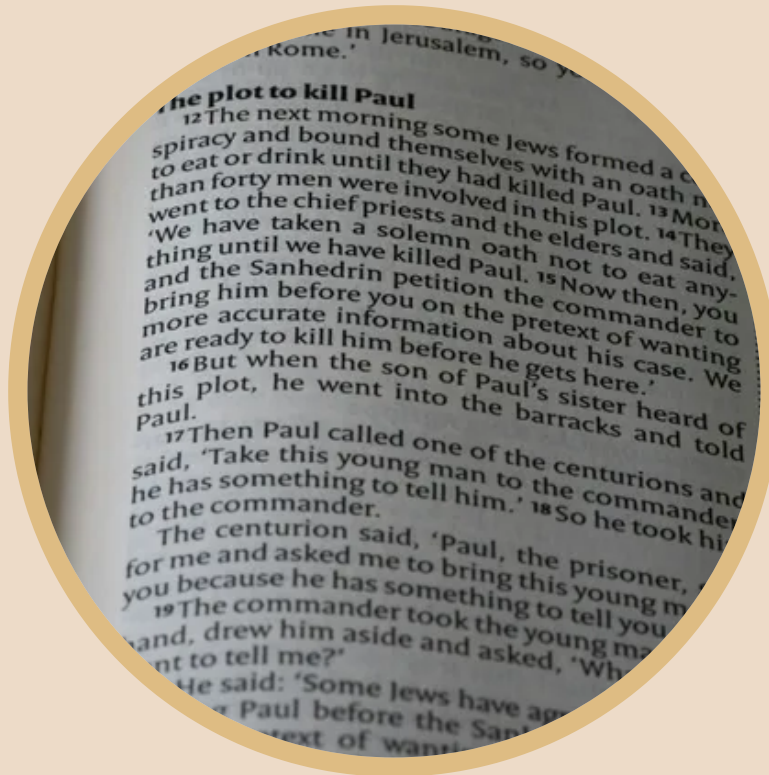 in Jerusalem, so
Rome.'
The plot to kill Paul
12 The next morning some Jews formed a
spiracy and bound themselves with an oath
to eat or drink until they had killed Paul. 13 Mor
than forty men were involved in this plot. 14 They
went to the chief priests and the elders and said,
'We have taken a solemn oath not to eat any-
thing until we have killed Paul. 15 Now then, you
and the Sanhedrin petition the commander to
bring him before you on the pretext of wanting
more accurate information about his case. We
are ready to kill him before he gets here.'
16 But when the son of Paul's sister heard of
this plot, he went into the barracks and told
Paul.
17 Then Paul called one of the centurions and
said, 'Take this young man to the commander
he has something to tell him.' 18 So he took hi
to the commander.
The centurion said, 'Paul, the prisoner,
for me and asked me to bring this young m
you because he has something to tell you
19 The commander took the young ma
hand, drew him aside and asked, 'Wh
nt to tell me?'
He said: 'Some Jews have ag
Paul before the San
text of wanti